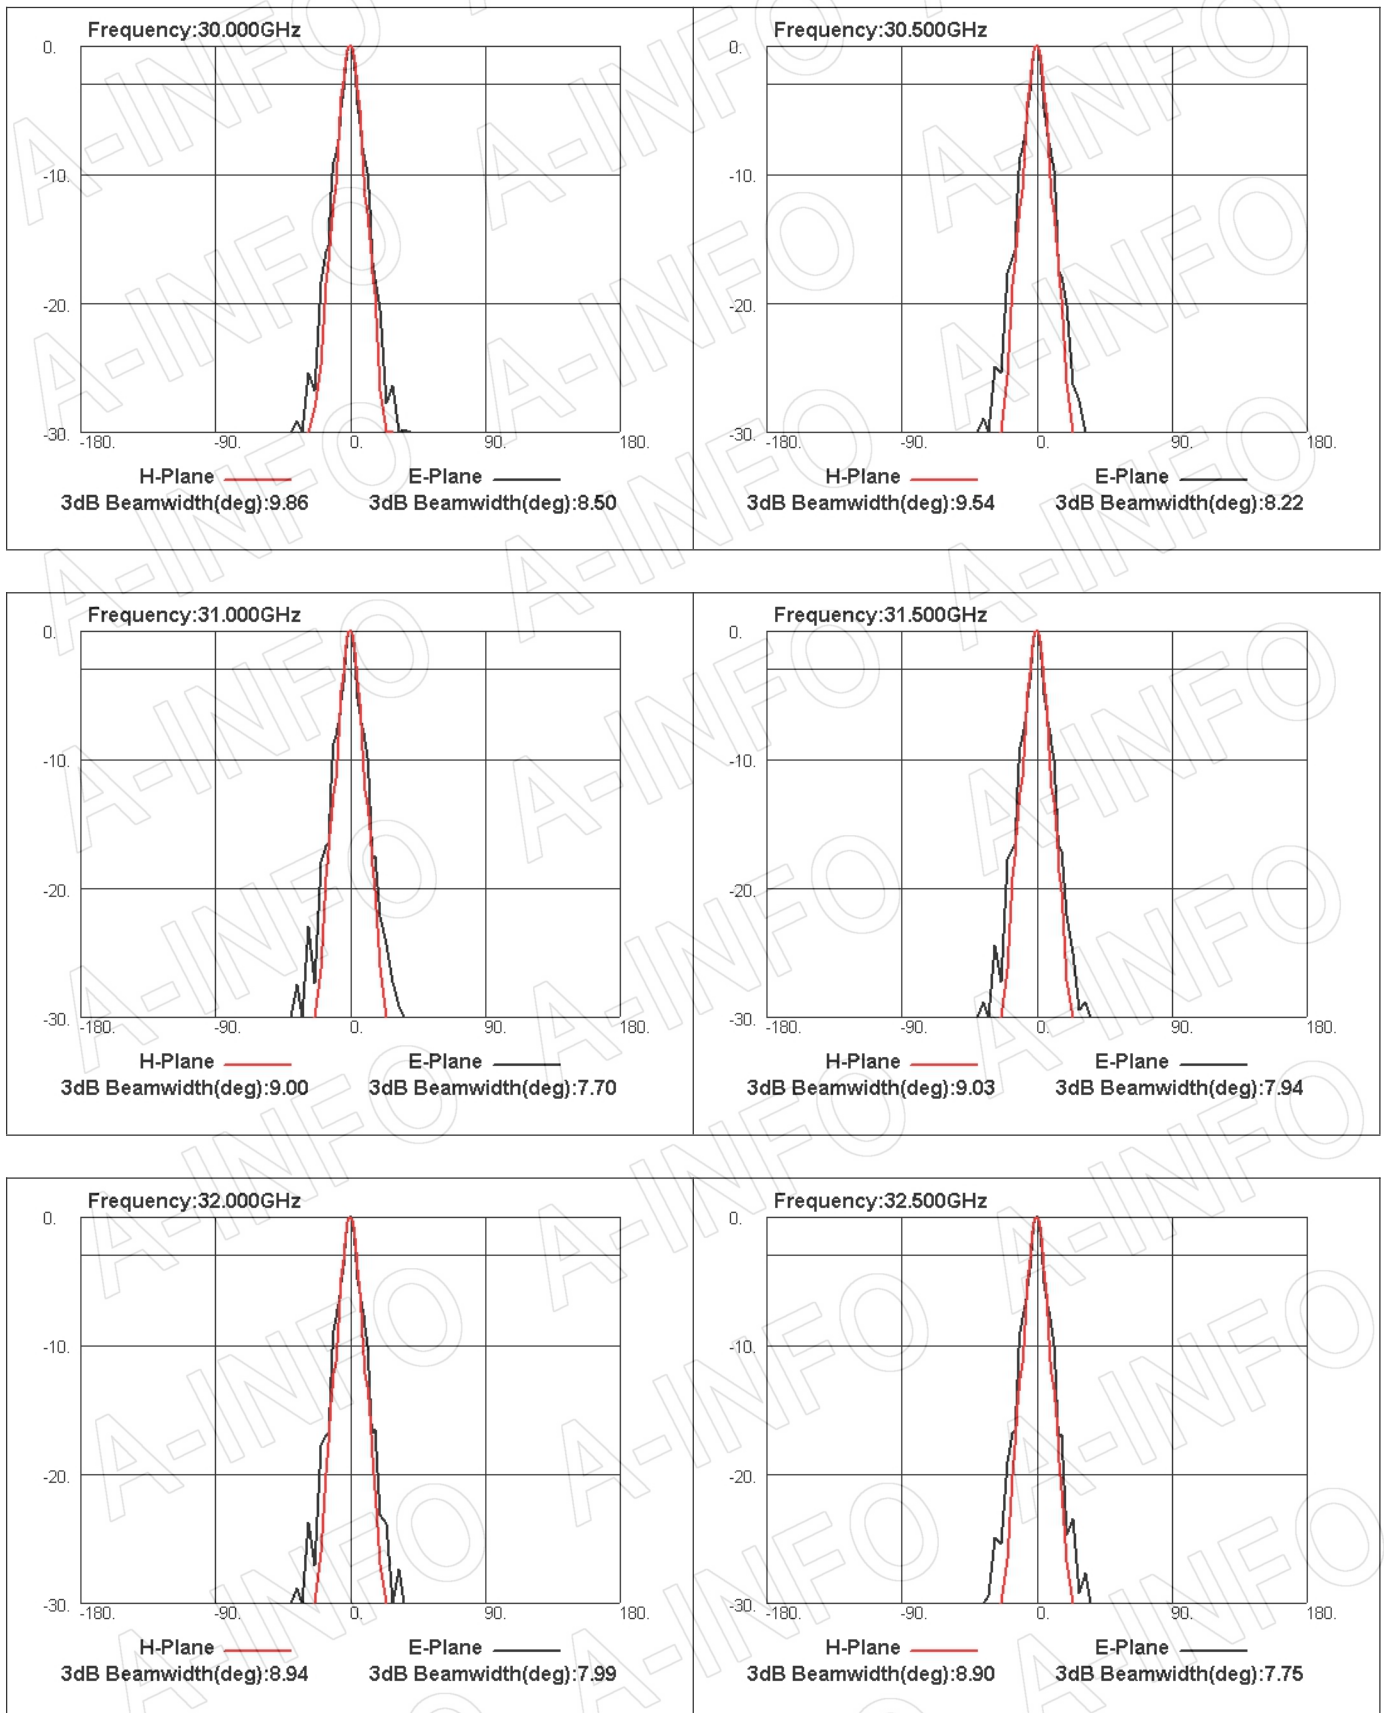 Frequency:30.000GHz
0.
-10.
-20.
-30.
-180.
-90.
0.
90.
180.
H-Plane
E-Plane
3dB Beamwidth(deg):9.86
3dB Beamwidth(deg):8.50
Frequency:30.500GHz
0.
-10.
-20.
-30.
-180.
-90.
0.
90.
180.
H-Plane
E-Plane
3dB Beamwidth(deg):9.54
3dB Beamwidth(deg):8.22
Frequency:31.000GHz
0.
-10.
-20.
-30.
-180.
-90.
0.
90.
180.
H-Plane
E-Plane
3dB Beamwidth(deg):9.00
3dB Beamwidth(deg):7.70
Frequency:31.500GHz
0.
-10.
-20.
-30.
-180.
-90.
0.
90.
180.
H-Plane
E-Plane
3dB Beamwidth(deg):9.03
3dB Beamwidth(deg):7.94
Frequency:32.000GHz
0.
-10.
-20.
-30.
-180.
-90.
0.
90.
180.
H-Plane
E-Plane
3dB Beamwidth(deg):8.94
3dB Beamwidth(deg):7.99
Frequency:32.500GHz
0.
-10.
-20.
-30.
-180.
-90.
0.
90.
180.
H-Plane
E-Plane
3dB Beamwidth(deg):8.90
3dB Beamwidth(deg):7.75
A-INFO